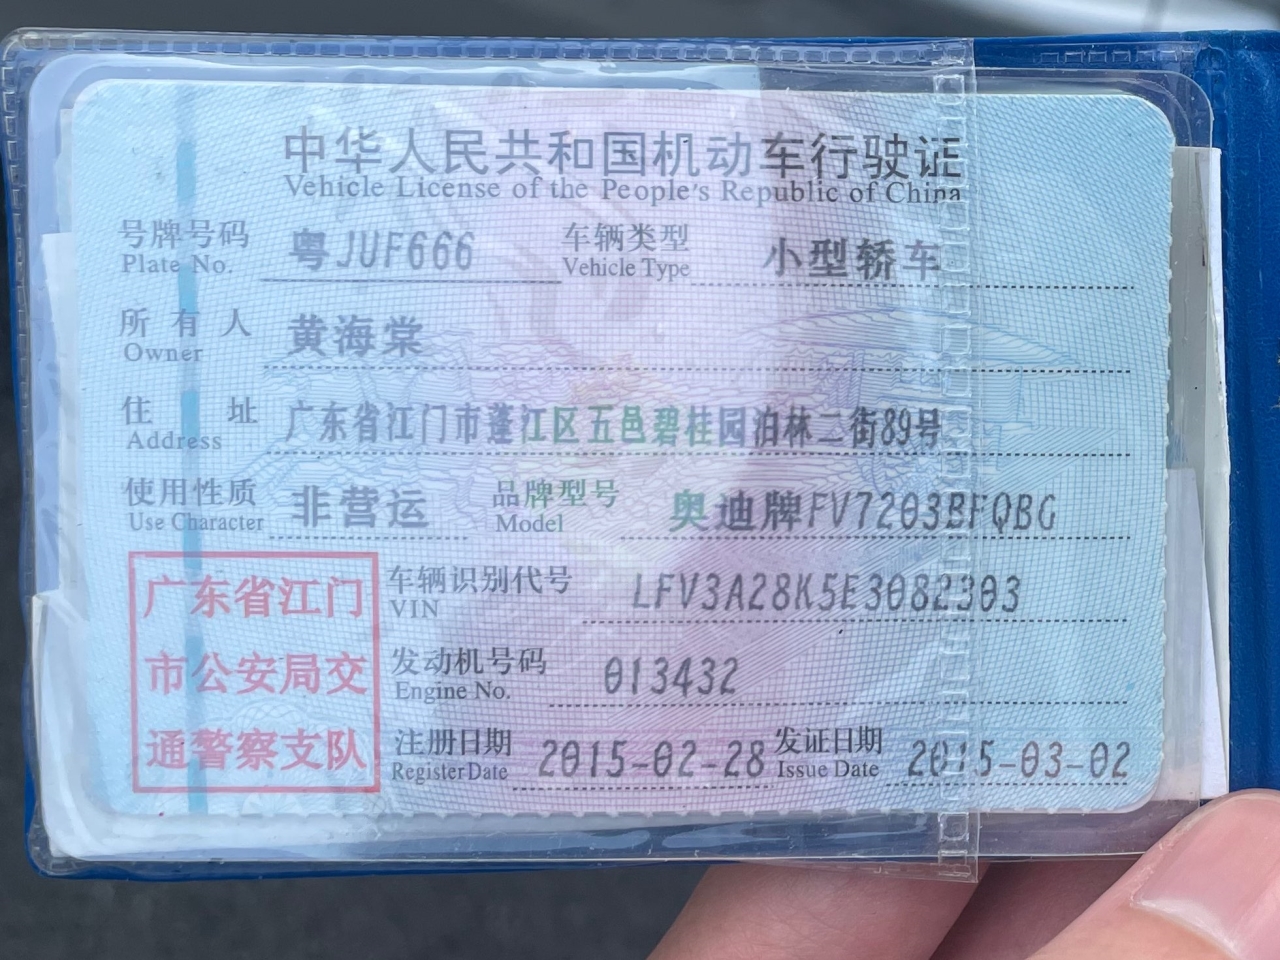 中华人民共和国机动车行驶证
Vehicle License of the People's Republic of China
号牌号码 粤JUF666 车辆类型 小型轿车
Plate No. Vehicle Type
所有人 黄海棠
Owner
住址 广东省江门市蓬江区五邑碧桂园泊林二街89号
Address
使用性质 非营运 品牌型号 奥迪牌FV7203BFQBG
Use Character Model
广东省江门
市公安局交
通警察支队
车辆识别代号 LFV3A28K5E3082303
VIN
发动机号码 013432
Engine No.
注册日期 2015-02-28 发证日期 2015-03-02
Register Date Issue Date